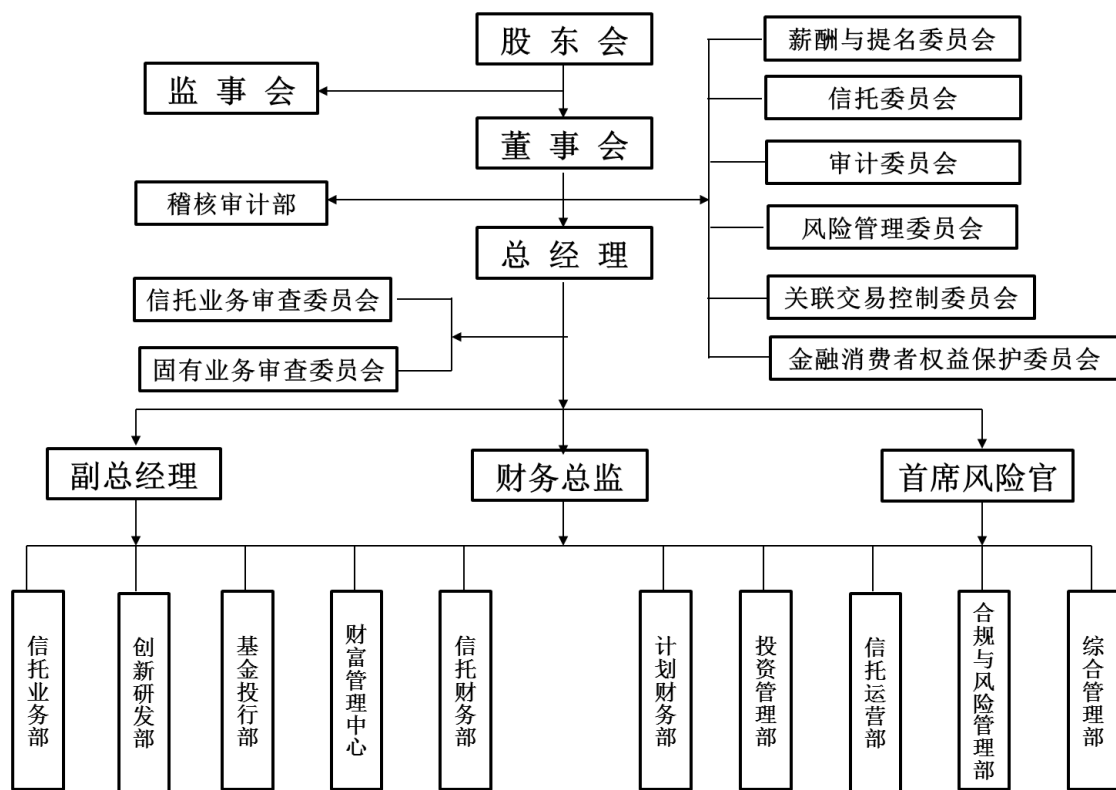 股东会
监事会
董事会
稽核审计部
总经理
薪酬与提名委员会
信托委员会
审计委员会
风险管理委员会
关联交易控制委员会
金融消费者权益保护委员会
信托业务审查委员会
固有业务审查委员会
副总经理
财务总监
首席风险官
信托业务部
创新研发部
基金投行部
财富管理中心
信托财务部
计划财务部
投资管理部
信托运营部
合规与风险管理部
综合管理部